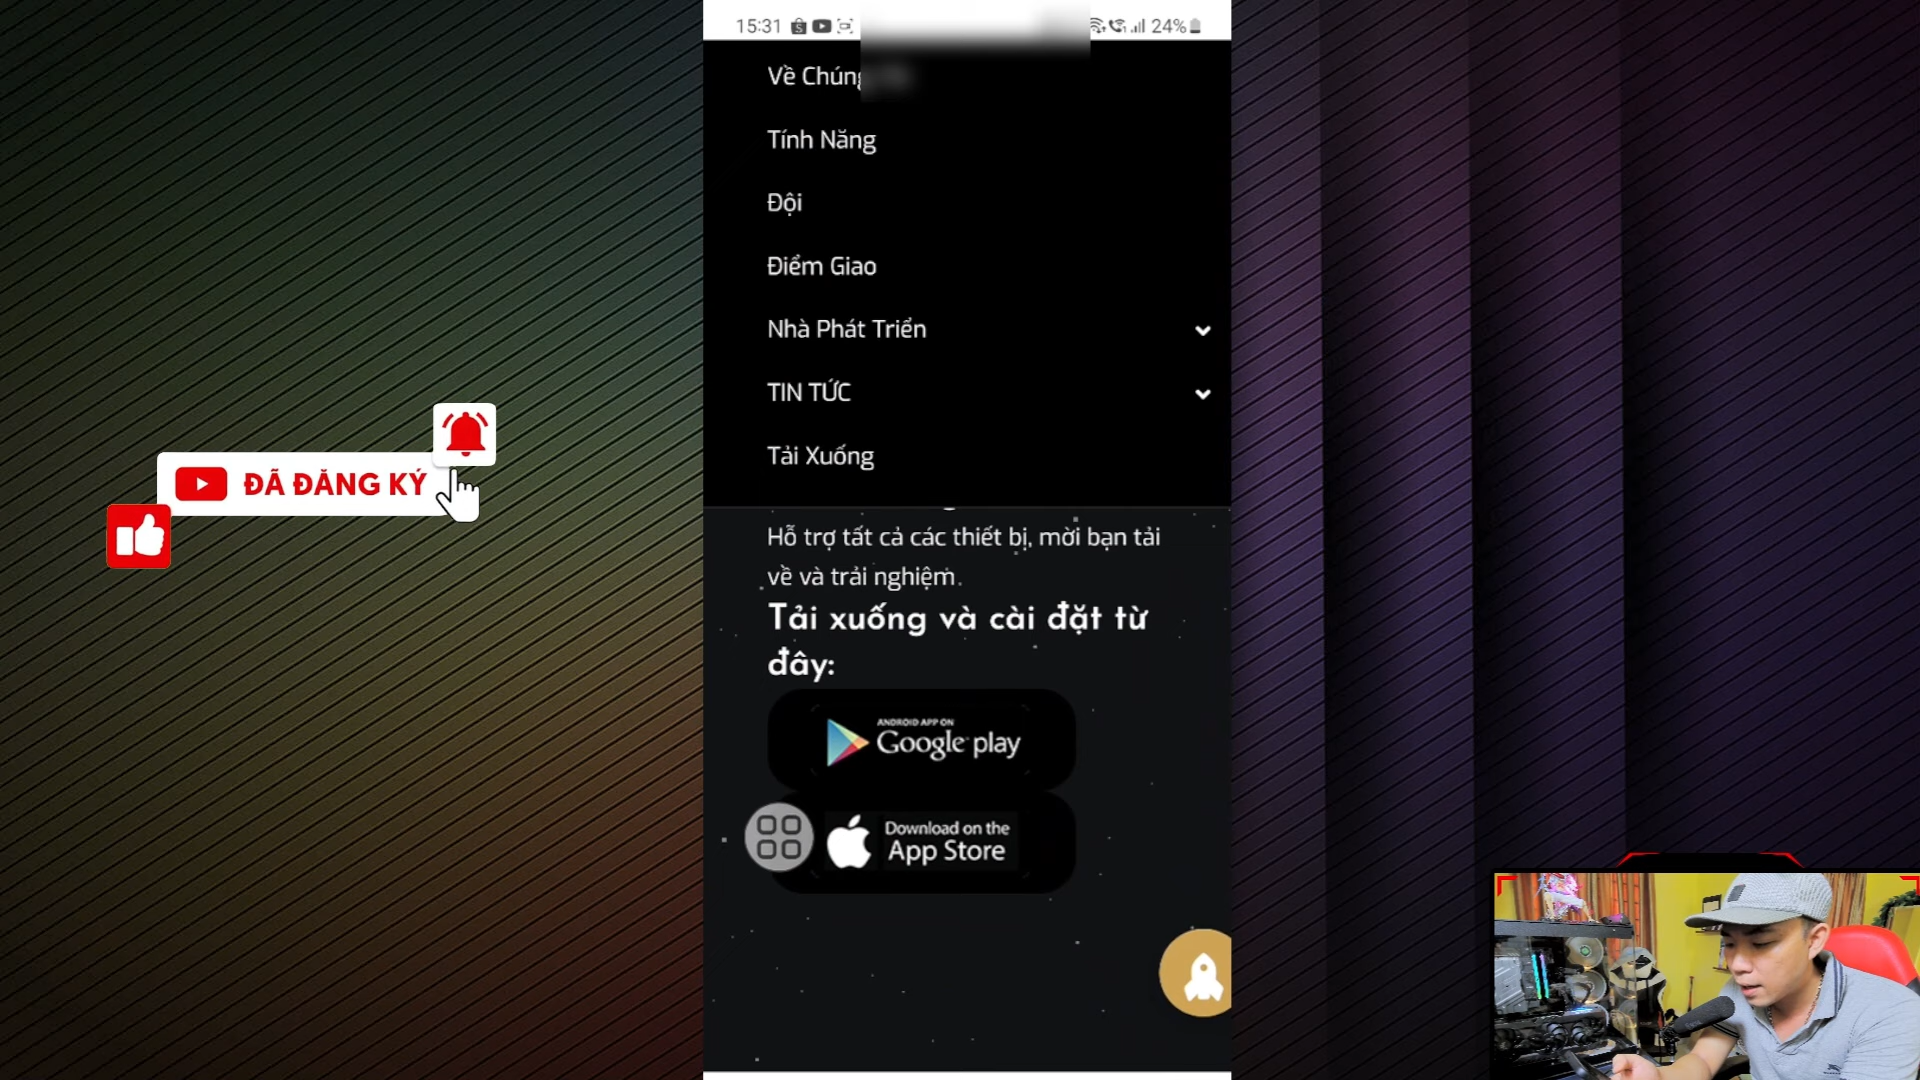 15:31
24%
Về Chúng
Tính Năng
Đội
Điểm Giao
Nhà Phát Triển
TIN TỨC
Tải Xuống
ĐÃ ĐĂNG KÝ
Hỗ trợ tất cả các thiết bị, mời bạn tải
về và trải nghiệm.
Tải xuống và cài đặt từ
đây:
ANDROID APP ON
Google play
Download on the
App Store